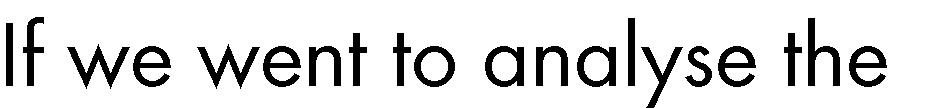 If we went to analyse the